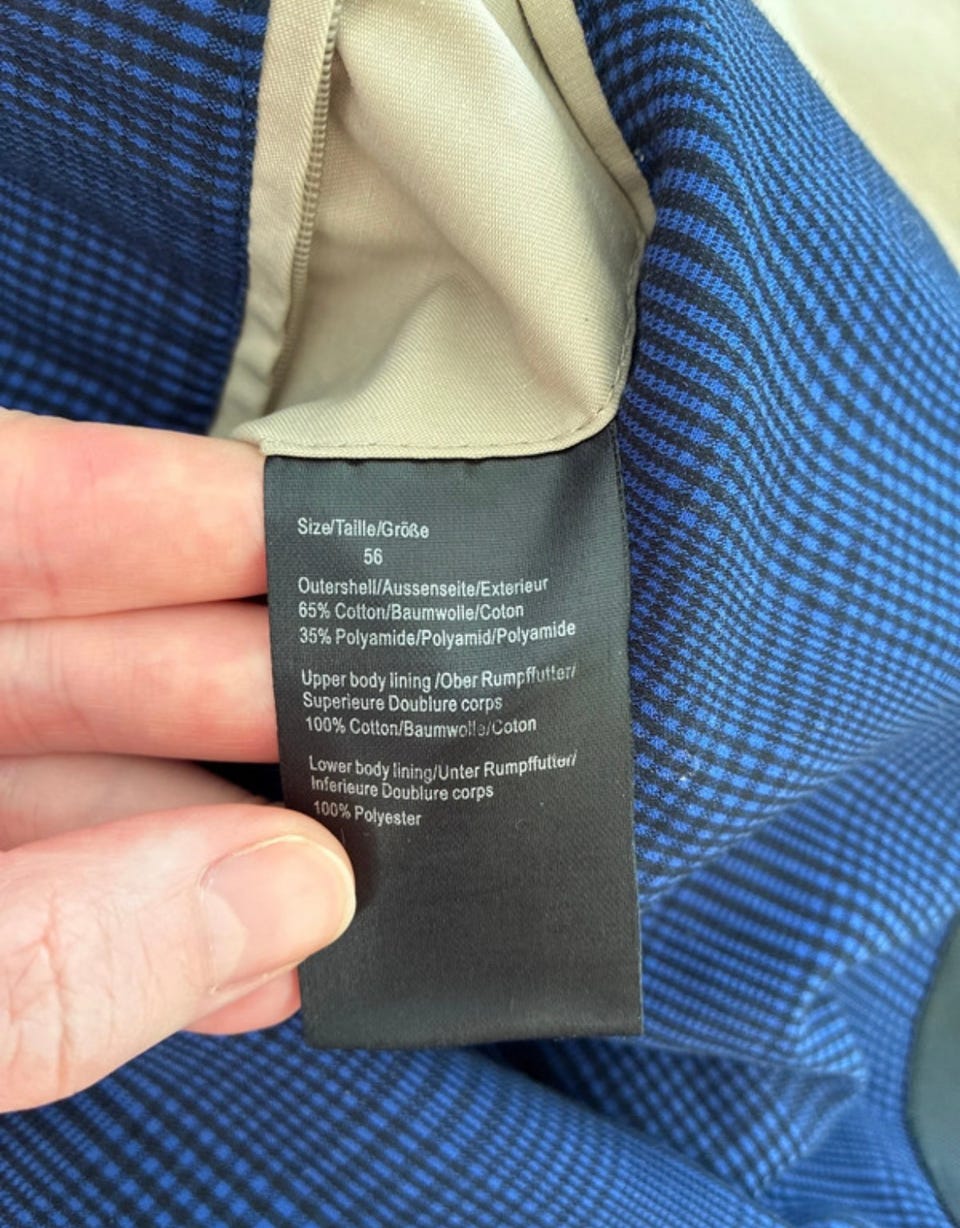 Size/Taille/Größe
56
Outershell/Aussenseite/Exterieur
65% Cotton/Baumwolle/Coton
35% Polyamide/Polyamid/Polyamide
Upper body lining /Ober Rumpffutter/
Superieure Doublure corps
100% Cotton/Baumwolle/Coton
Lower body lining/Unter Rumpffutter/
Inferieure Doublure corps
100% Polyester